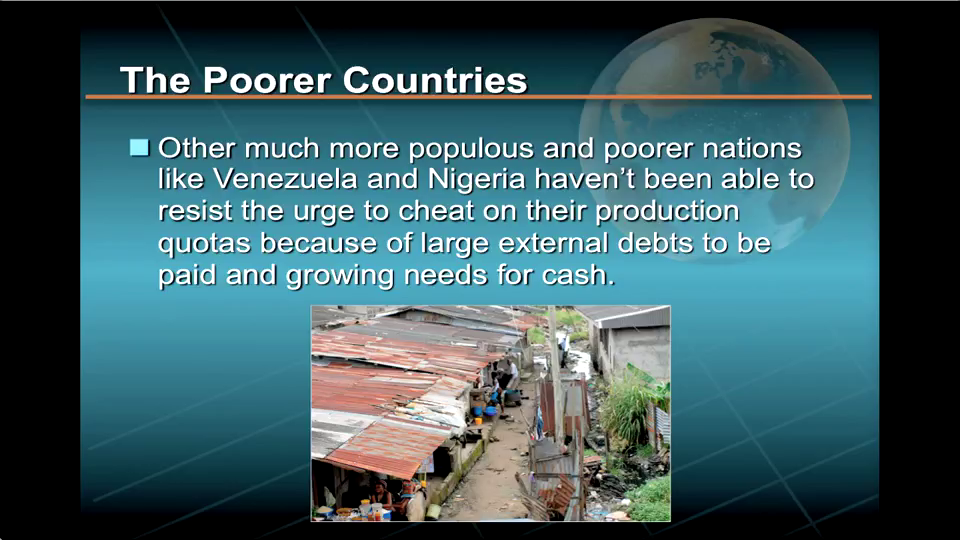 The Poorer Countries
Other much more populous and poorer nations
like Venezuela and Nigeria haven’t been able to
resist the urge to cheat on their production
quotas because of large external debts to be
paid and growing needs for cash.